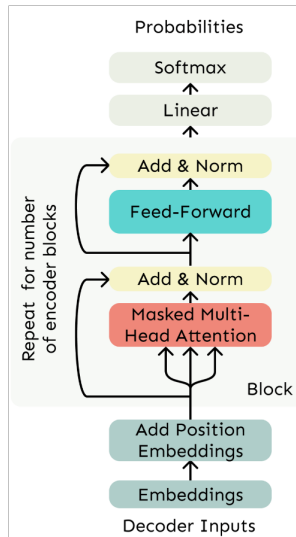 Probabilities
Softmax
Linear
Add & Norm
Feed-Forward
Repeat for number
of encoder blocks
Add & Norm
Masked Multi-
Head Attention
Block
Add Position
Embeddings
Embeddings
Decoder Inputs